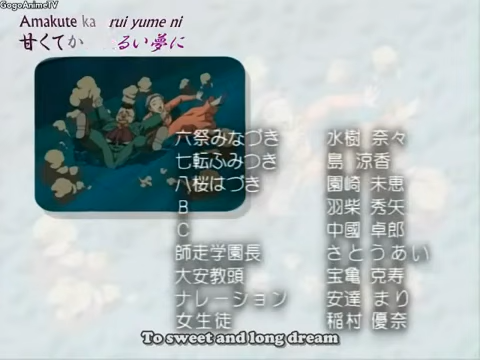 GogoAnimeTV
Amakute ka rui yume ni
甘くてか るい夢に
六祭みなづき 水樹 奈々
七転ふみつき 島 涼香
八桜はづき 園崎 未恵
B 羽柴 秀矢
C 中國 卓郎
師走学園長 さとうあい
大安教頭 宝亀 克寿
ナレーション 安達 まり
女生徒 稲村 優奈
To sweet and long dream